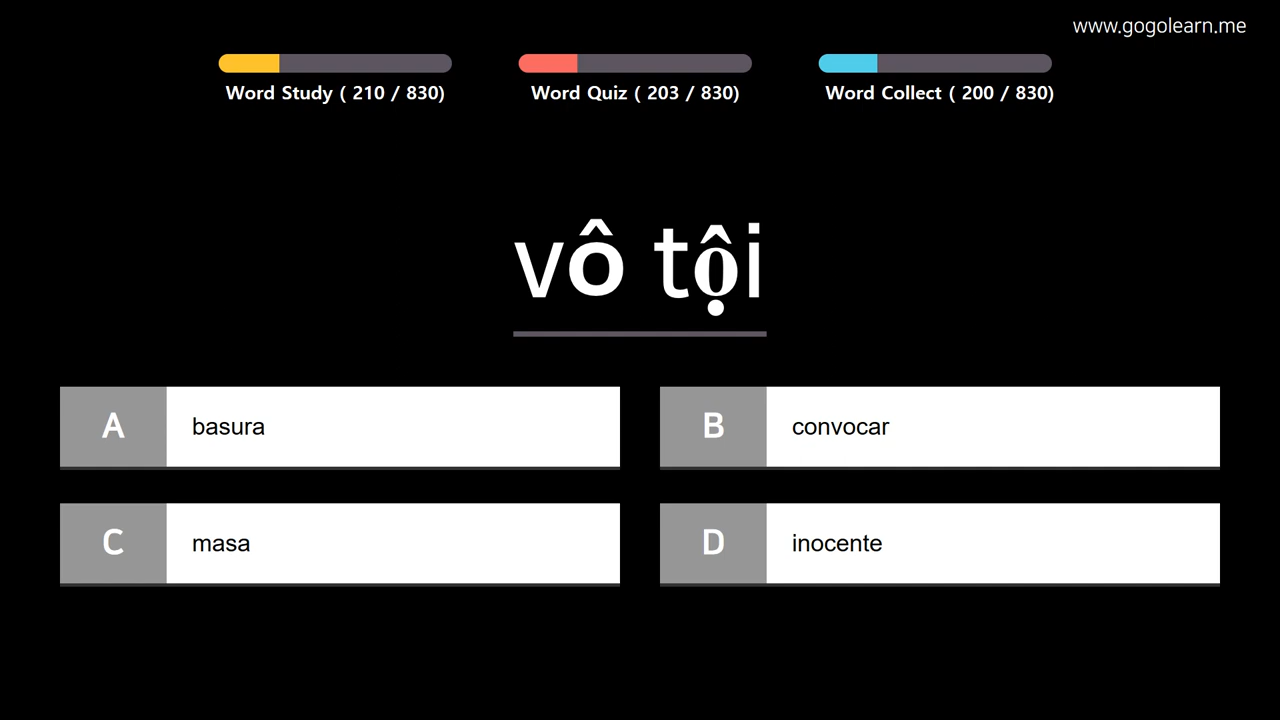 www.gogolearn.me
Word Study ( 210 / 830)
Word Quiz ( 203 / 830)
Word Collect ( 200 / 830)
vô tội
A basura
B convocar
C masa
D inocente